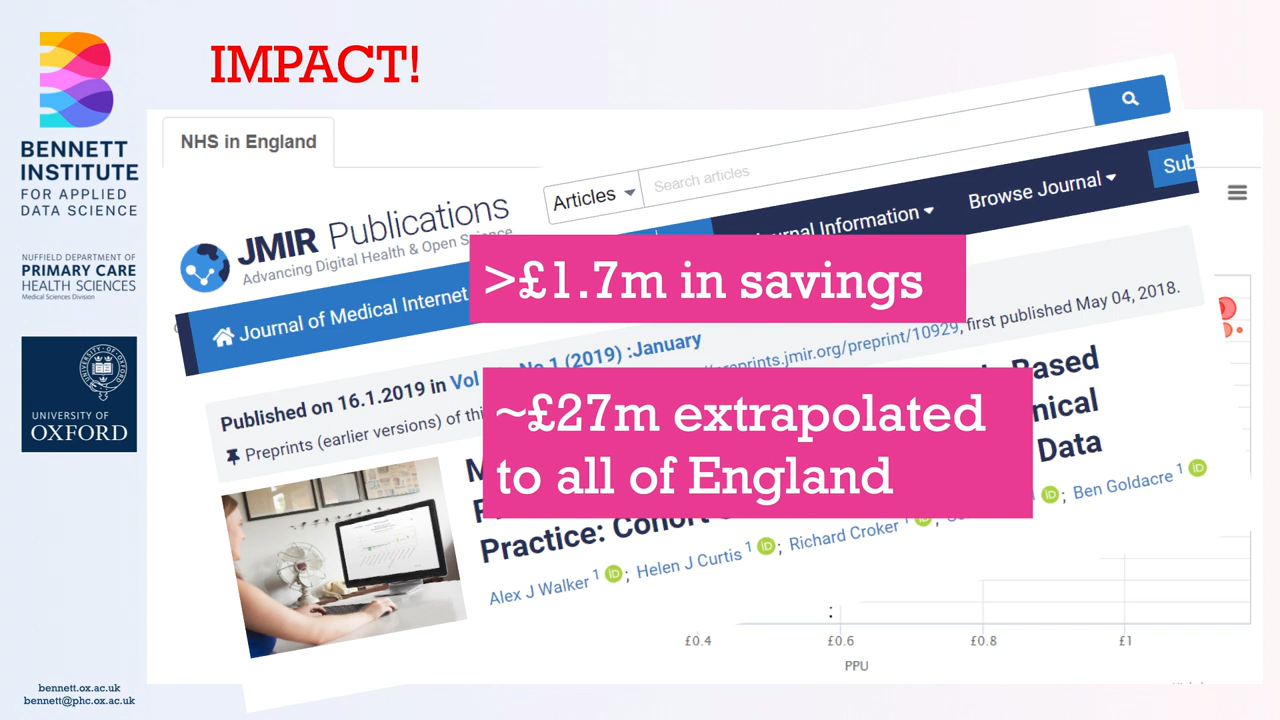 IMPACT!
BENNETT
INSTITUTE
FOR APPLIED
DATA SCIENCE
NUFFIELD DEPARTMENT OF
PRIMARY CARE
HEALTH SCIENCES
Medical Sciences Division
UNIVERSITY OF
OXFORD
bennett.ox.ac.uk
bennett@phc.ox.ac.uk
NHS in England
Articles
Search articles
JMIR Publications
Advancing Digital Health & Open Science
Journal of Medical Internet
Information
Browse Journal
>£1.7m in savings
Published on 16.1.2019 in
No 1 (2019) :January
preprints.jmir.org/preprint/10929, first published May 04, 2018.
Preprints (earlier versions) of
~£27m extrapolated
to all of England
Based
Data
Practice:
Alex J Walker 1 iD; Helen J Curtis 1 iD; Richard Croker 1
iD; Ben Goldacre 1 iD
:
£0.4 £0.6 £0.8 £1
PPU